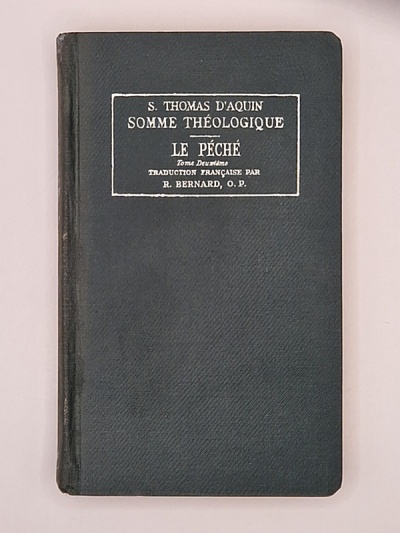 S. THOMAS D'AQUIN
SOMME THÉOLOGIQUE
LE PÉCHÉ
Tome Deuxième
TRADUCTION FRANÇAISE PAR
R. BERNARD, O. P.